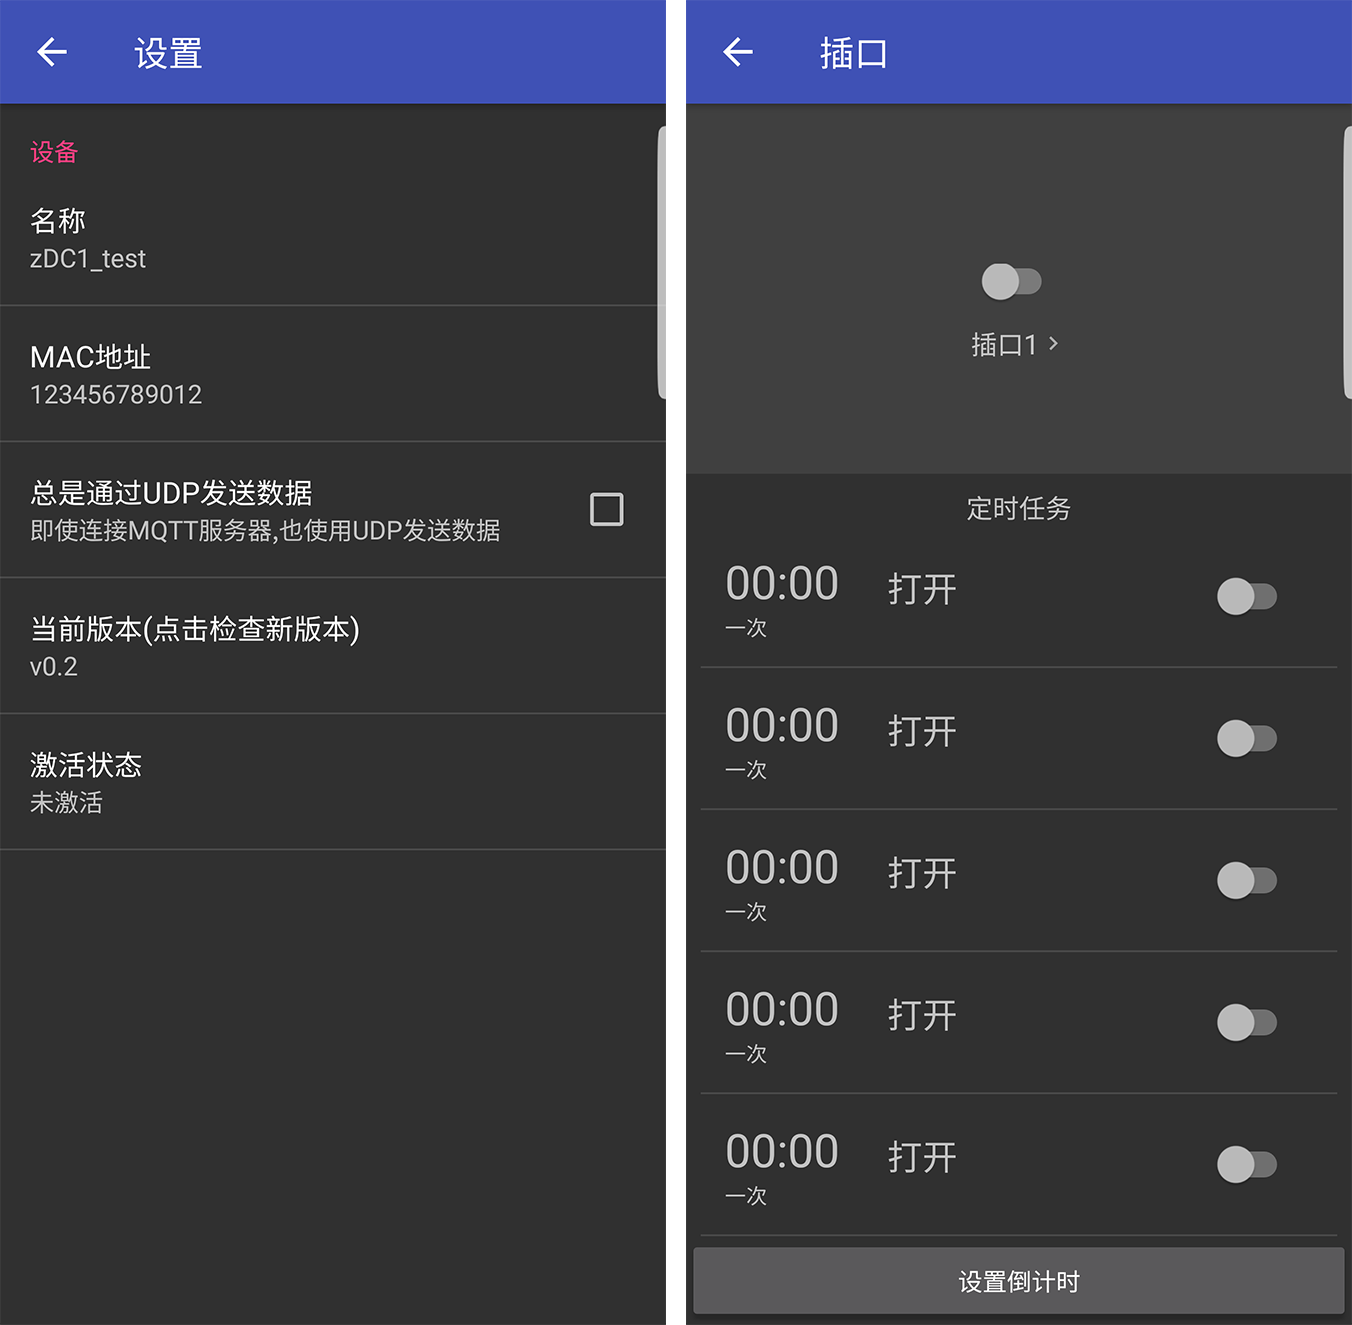 设置
设备
名称
zDC1_test
MAC地址
123456789012
总是通过UDP发送数据
即使连接MQTT服务器,也使用UDP发送数据
当前版本(点击检查新版本)
v0.2
激活状态
未激活
插口
插口1
定时任务
00:00 打开
一次
00:00 打开
一次
00:00 打开
一次
00:00 打开
一次
00:00 打开
一次
设置倒计时